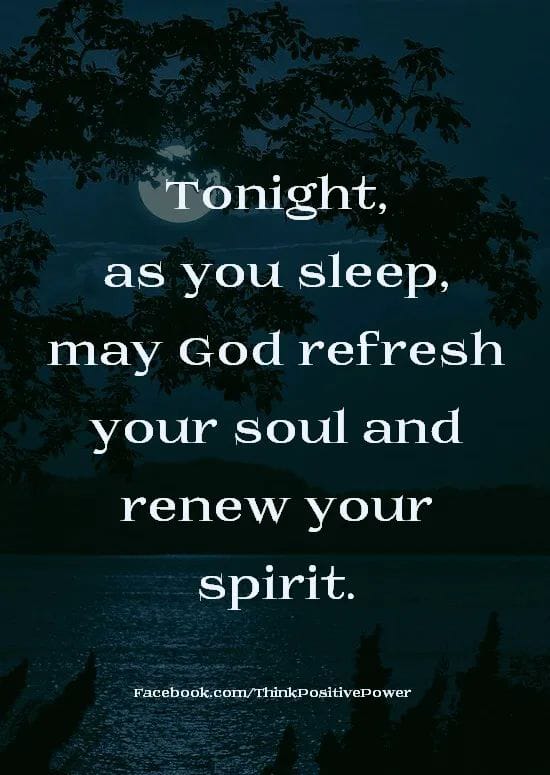 Tonight,
as you sleep,
may God refresh
your soul and
renew your
spirit.
Facebook.com/ThinkPositivePower